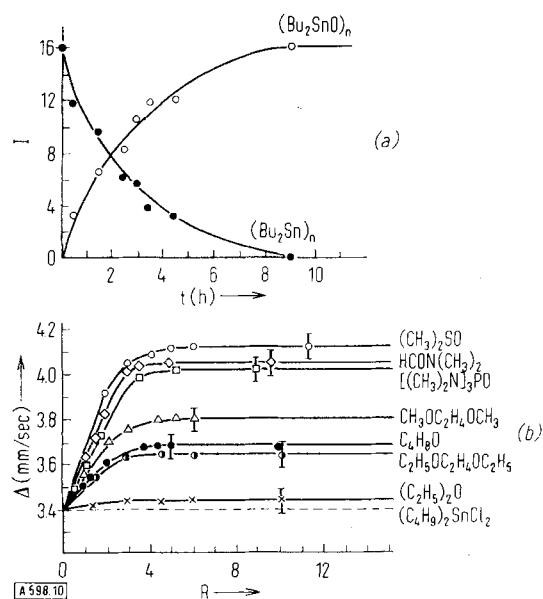 (Bu₂SnO)ₙ
16
12
8
4
0
I
(a)
(Bu₂Sn)ₙ
0 2 4 6 8 10
t(h) →
4.2
4.0
3.8
3.6
3.4
Δ(mm/sec) →
(CH₃)₂SO
HCON(CH₃)₂
[(CH₃)₂N]₃PO
CH₃OC₂H₄OCH₃
(b)
C₄H₈O
C₂H₅OC₂H₄OC₂H₅
(C₂H₅)₂O
(C₄H₉)₂SnCl₂
0 4 8 12
R →
A 598.10